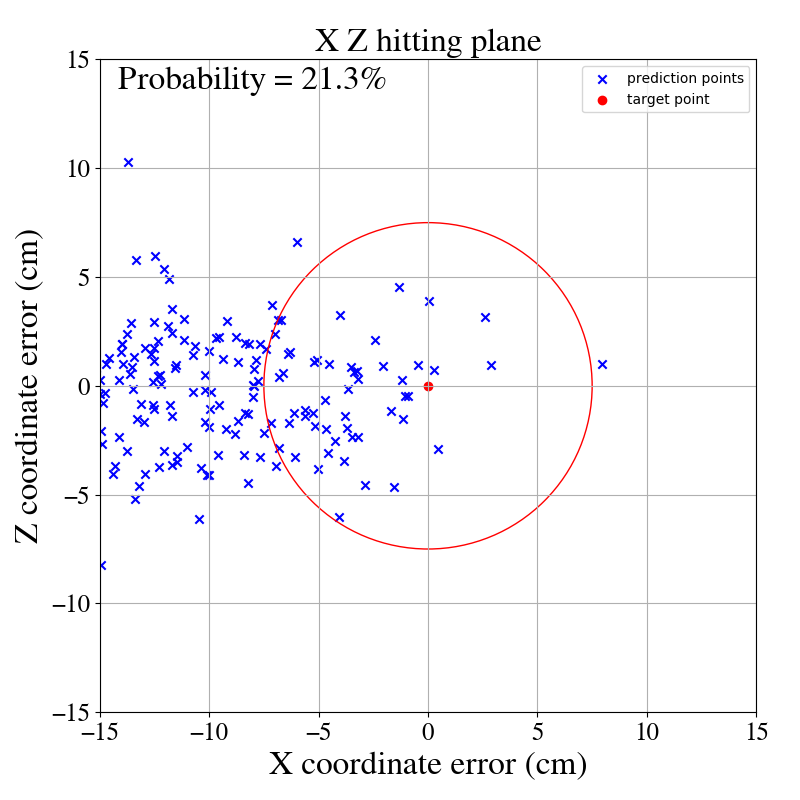 X Z hitting plane
Probability = 21.3%
prediction points
target point
15
10
5
0
−5
−10
−15
Z coordinate error (cm)
−15 −10 −5 0 5 10 15
X coordinate error (cm)